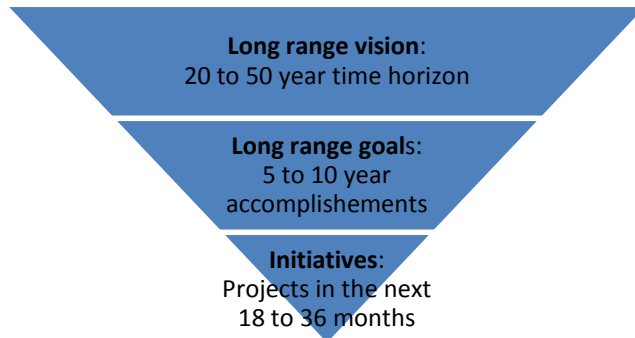 Long range vision:
20 to 50 year time horizon
Long range goals:
5 to 10 year
accomplishements
Initiatives:
Projects in the next
18 to 36 months